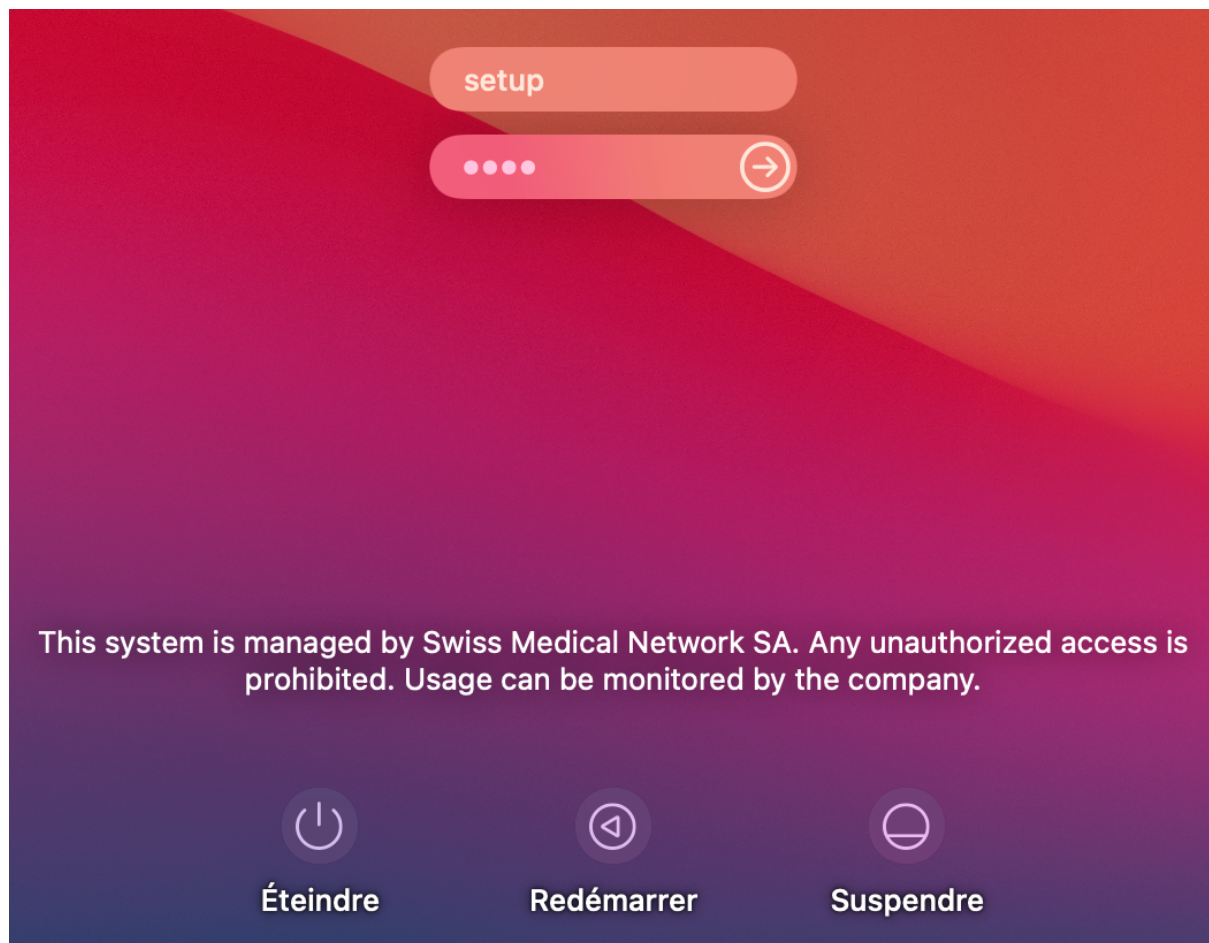 setup
••••
This system is managed by Swiss Medical Network SA. Any unauthorized access is
prohibited. Usage can be monitored by the company.
Éteindre
Redémarrer
Suspendre